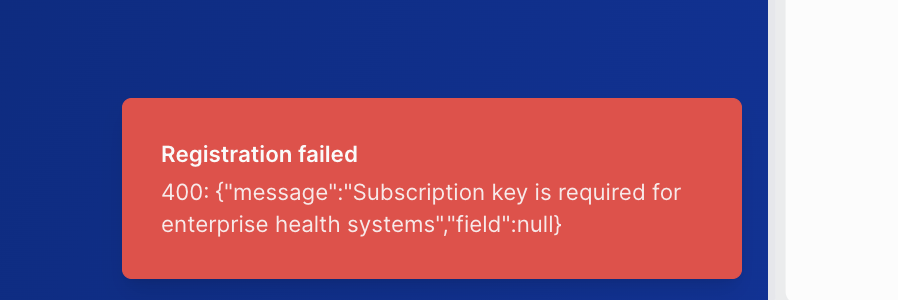 Registration failed
400: {"message":"Subscription key is required for
enterprise health systems","field":null}